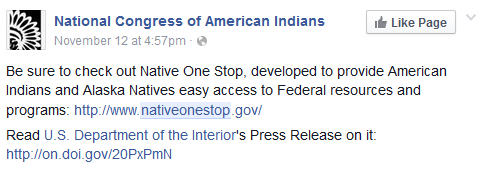 National Congress of American Indians
Like Page
November 12 at 4:57pm ·
Be sure to check out Native One Stop, developed to provide American
Indians and Alaska Natives easy access to Federal resources and
programs: http://www.nativeonestop.gov/
Read U.S. Department of the Interior's Press Release on it:
http://on.doi.gov/20PxPmN